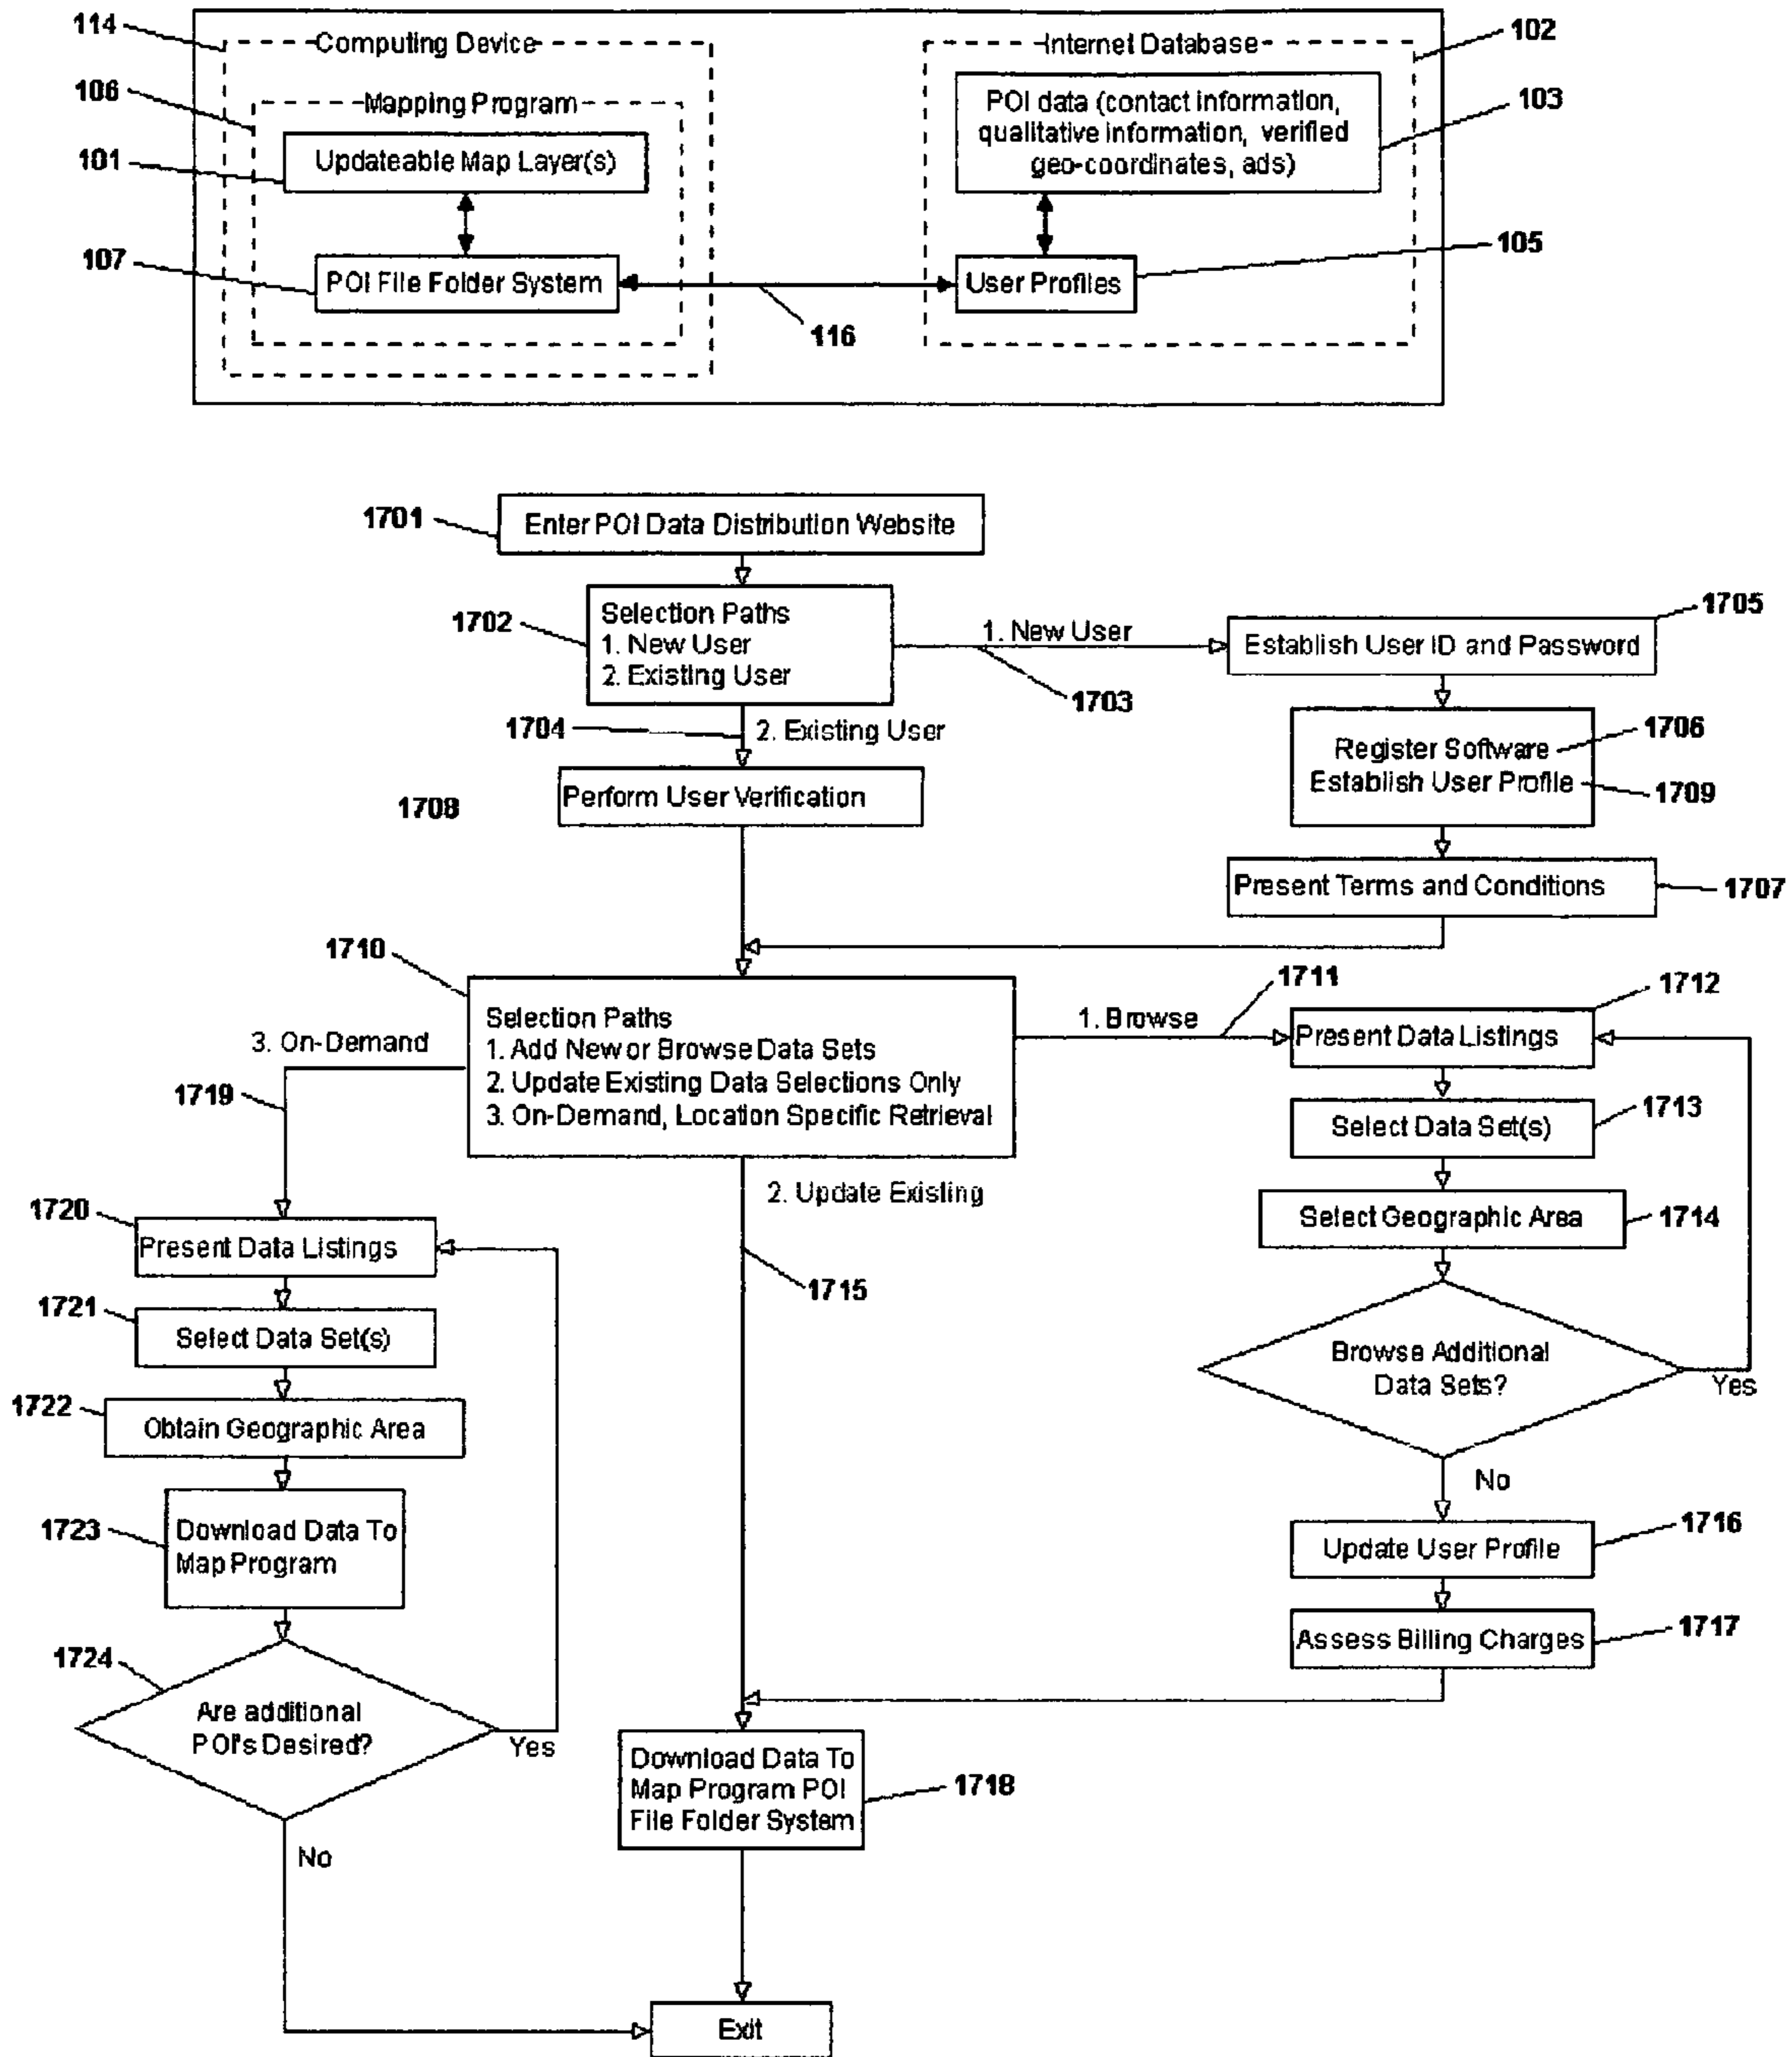 114
Computing Device
Internet Database
102
106
Mapping Program
POI data (contact information,
qualitative information, verified
geo-coordinates, ads)
103
101
Updateable Map Layer(s)
107
POI File Folder System
User Profiles
105
116
1701
Enter POI Data Distribution Website
1702
Selection Paths
1. New User
2. Existing User
1. New User
1703
1705
Establish User ID and Password
1704
2. Existing User
Register Software
1706
Establish User Profile
1709
1708
Perform User Verification
Present Terms and Conditions
1707
1710
Selection Paths
1. Add New or Browse Data Sets
2. Update Existing Data Selections Only
3. On-Demand, Location Specific Retrieval
1. Browse
1711
1712
Present Data Listings
3. On-Demand
1719
1713
Select Data Set(s)
2. Update Existing
1715
Select Geographic Area
1714
1720
Present Data Listings
1721
Select Data Set(s)
Browse Additional
Data Sets?
Yes
No
1722
Obtain Geographic Area
1723
Download Data To
Map Program
1716
Update User Profile
Assess Billing Charges
1717
1724
Are additional
POI's Desired?
Yes
No
Download Data To
Map Program POI
File Folder System
1718
Exit